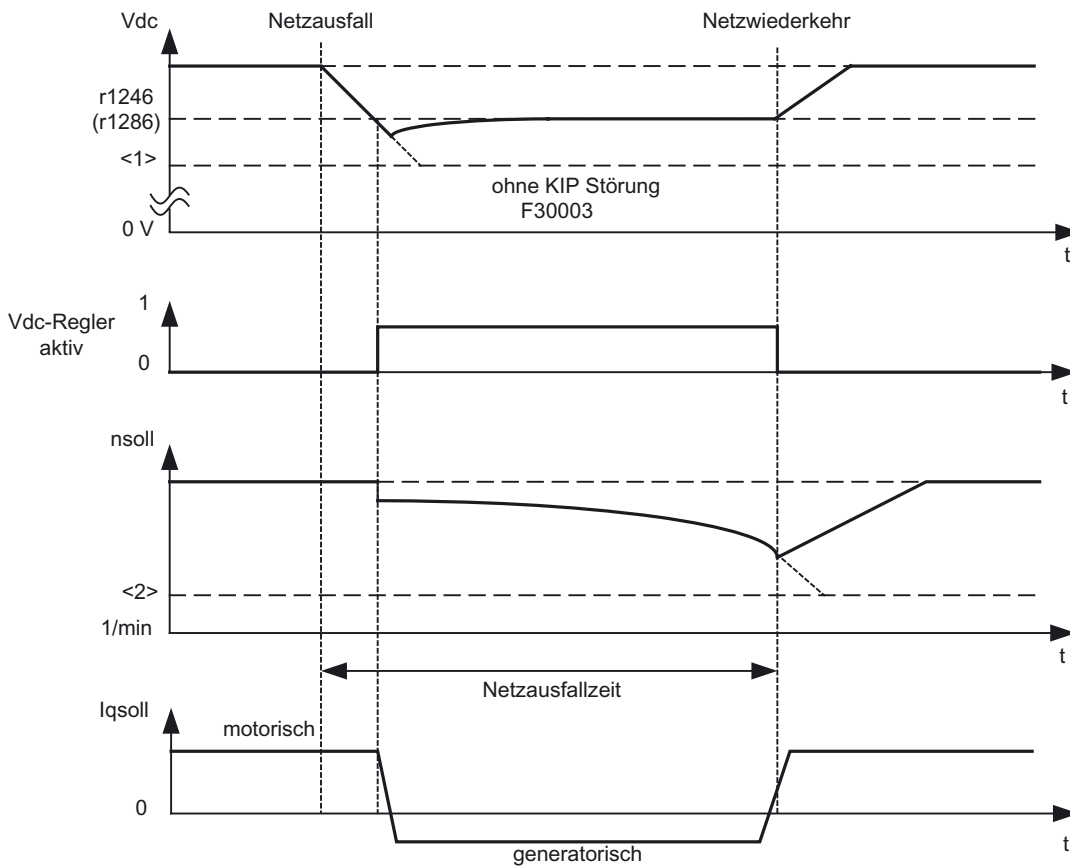 Vdc
Netzausfall
Netzwiederkehr
r1246
(r1286)
<1>
ohne KIP Störung
F30003
0 V
t
1
Vdc-Regler
aktiv
0
t
nsoll
<2>
1/min
t
Netzausfallzeit
Iqsoll
motorisch
0
generatorisch
t